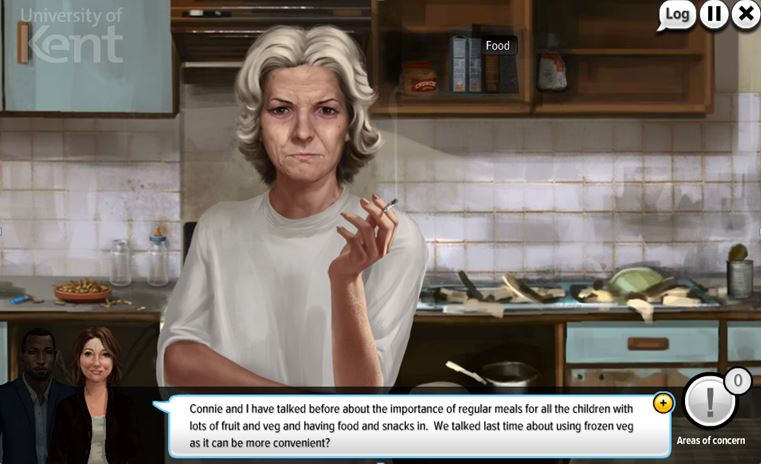 University of
Kent
Log
Food
CRUNCH
Connie and I have talked before about the importance of regular meals for all the children with
lots of fruit and veg and having food and snacks in. We talked last time about using frozen veg
as it can be more convenient?
0
Areas of concern